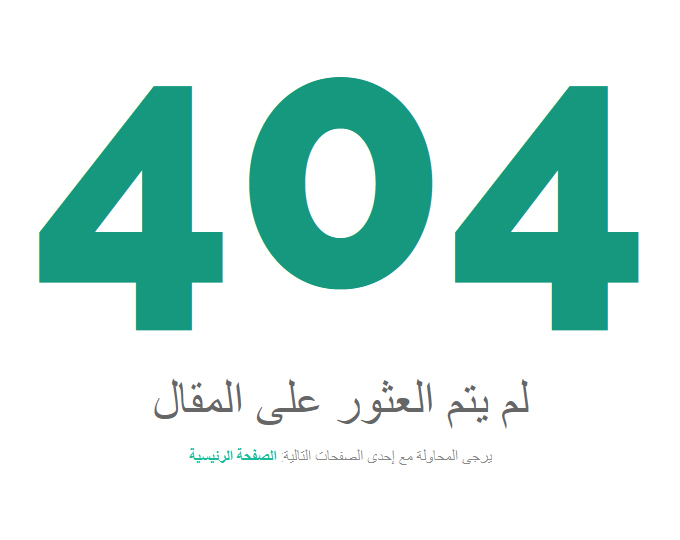 404
لم يتم العثور على المقال
يرجى المحاولة مع إحدى الصفحات التالية: الصفحة الرئيسية